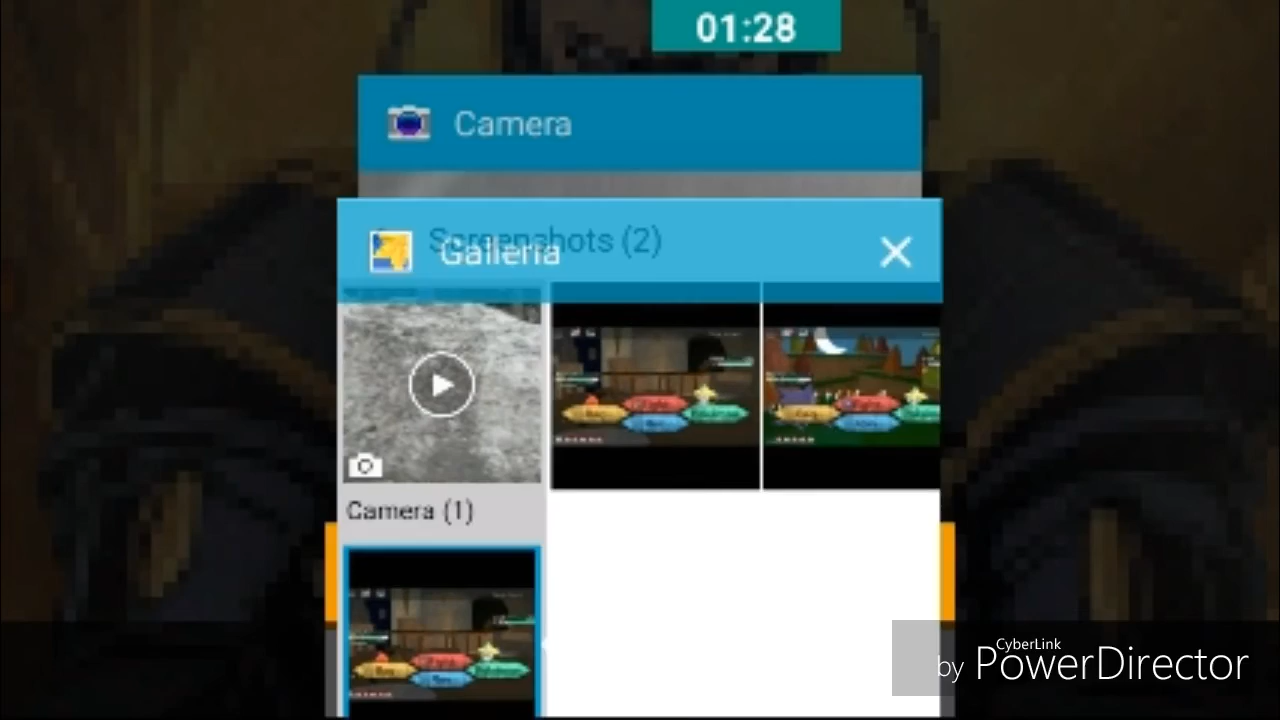 01:28
Camera
Screenshots (2)
Galleria
Camera (1)
CyberLink
by PowerDirector